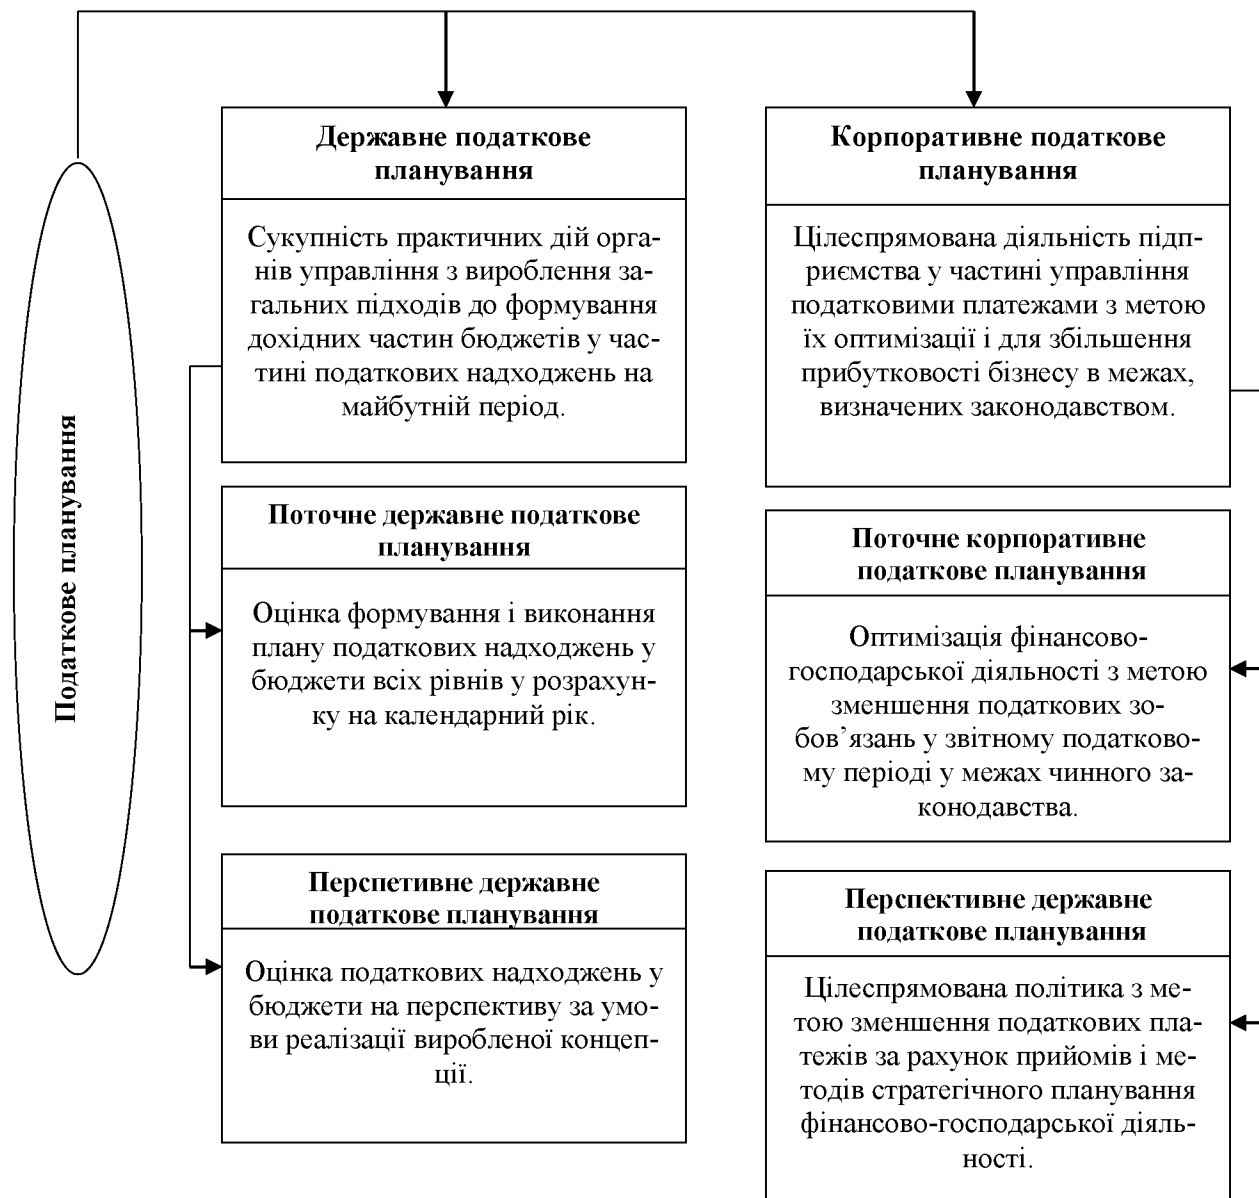 Податкове планування
Державне податкове
планування
Сукупність практичних дій орга-
нів управління з вироблення за-
гальних підходів до формування
дохідних частин бюджетів у час-
тині податкових надходжень на
майбутній період.
Поточне державне податкове
планування
Оцінка формування і виконання
плану податкових надходжень у
бюджети всіх рівнів у розрахун-
ку на календарний рік.
Перспетивне державне
податкове планування
Оцінка податкових надходжень у
бюджети на перспективу за умо-
ви реалізації виробленої концеп-
ції.
Корпоративне податкове
планування
Цілеспрямована діяльність підп-
риємства у частині управління
податковими платежами з метою
їх оптимізації і для збільшення
прибутковості бізнесу в межах,
визначених законодавством.
Поточне корпоративне
податкове планування
Оптимізація фінансово-
господарської діяльності з метою
зменшення податкових зо-
бов’язань у звітному податково-
му періоді у межах чинного за-
конодавства.
Перспективне державне
податкове планування
Цілеспрямована політика з ме-
тою зменшення податкових пла-
тежів за рахунок прийомів і ме-
тодів стратегічного планування
фінансово-господарської діяль-
ності.